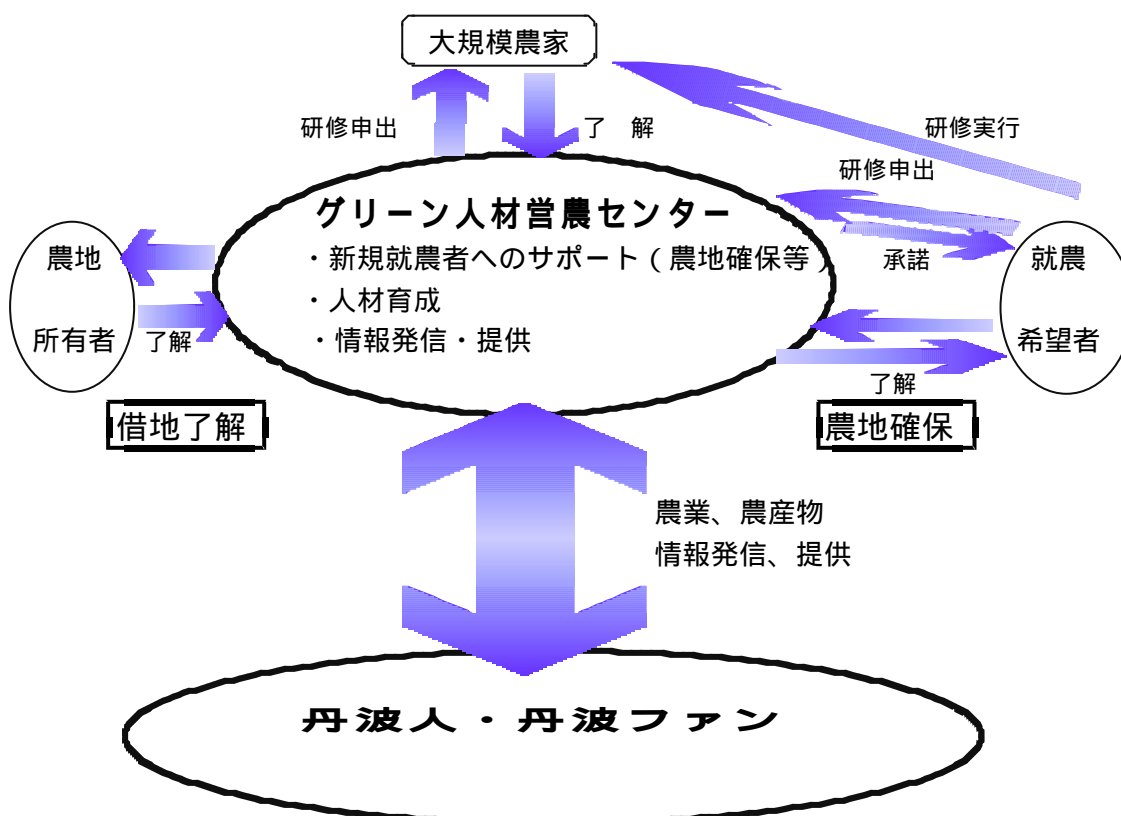 大規模農家
研修申出
了　解
研修実行
研修申出
グリーン人材営農センター
・新規就農者へのサポート（農地確保等）
・人材育成
・情報発信・提供
農地
所有者
了解
承諾
就農
希望者
了解
借地了解
農地確保
農業、農産物
情報発信、提供
丹波人・丹波ファン